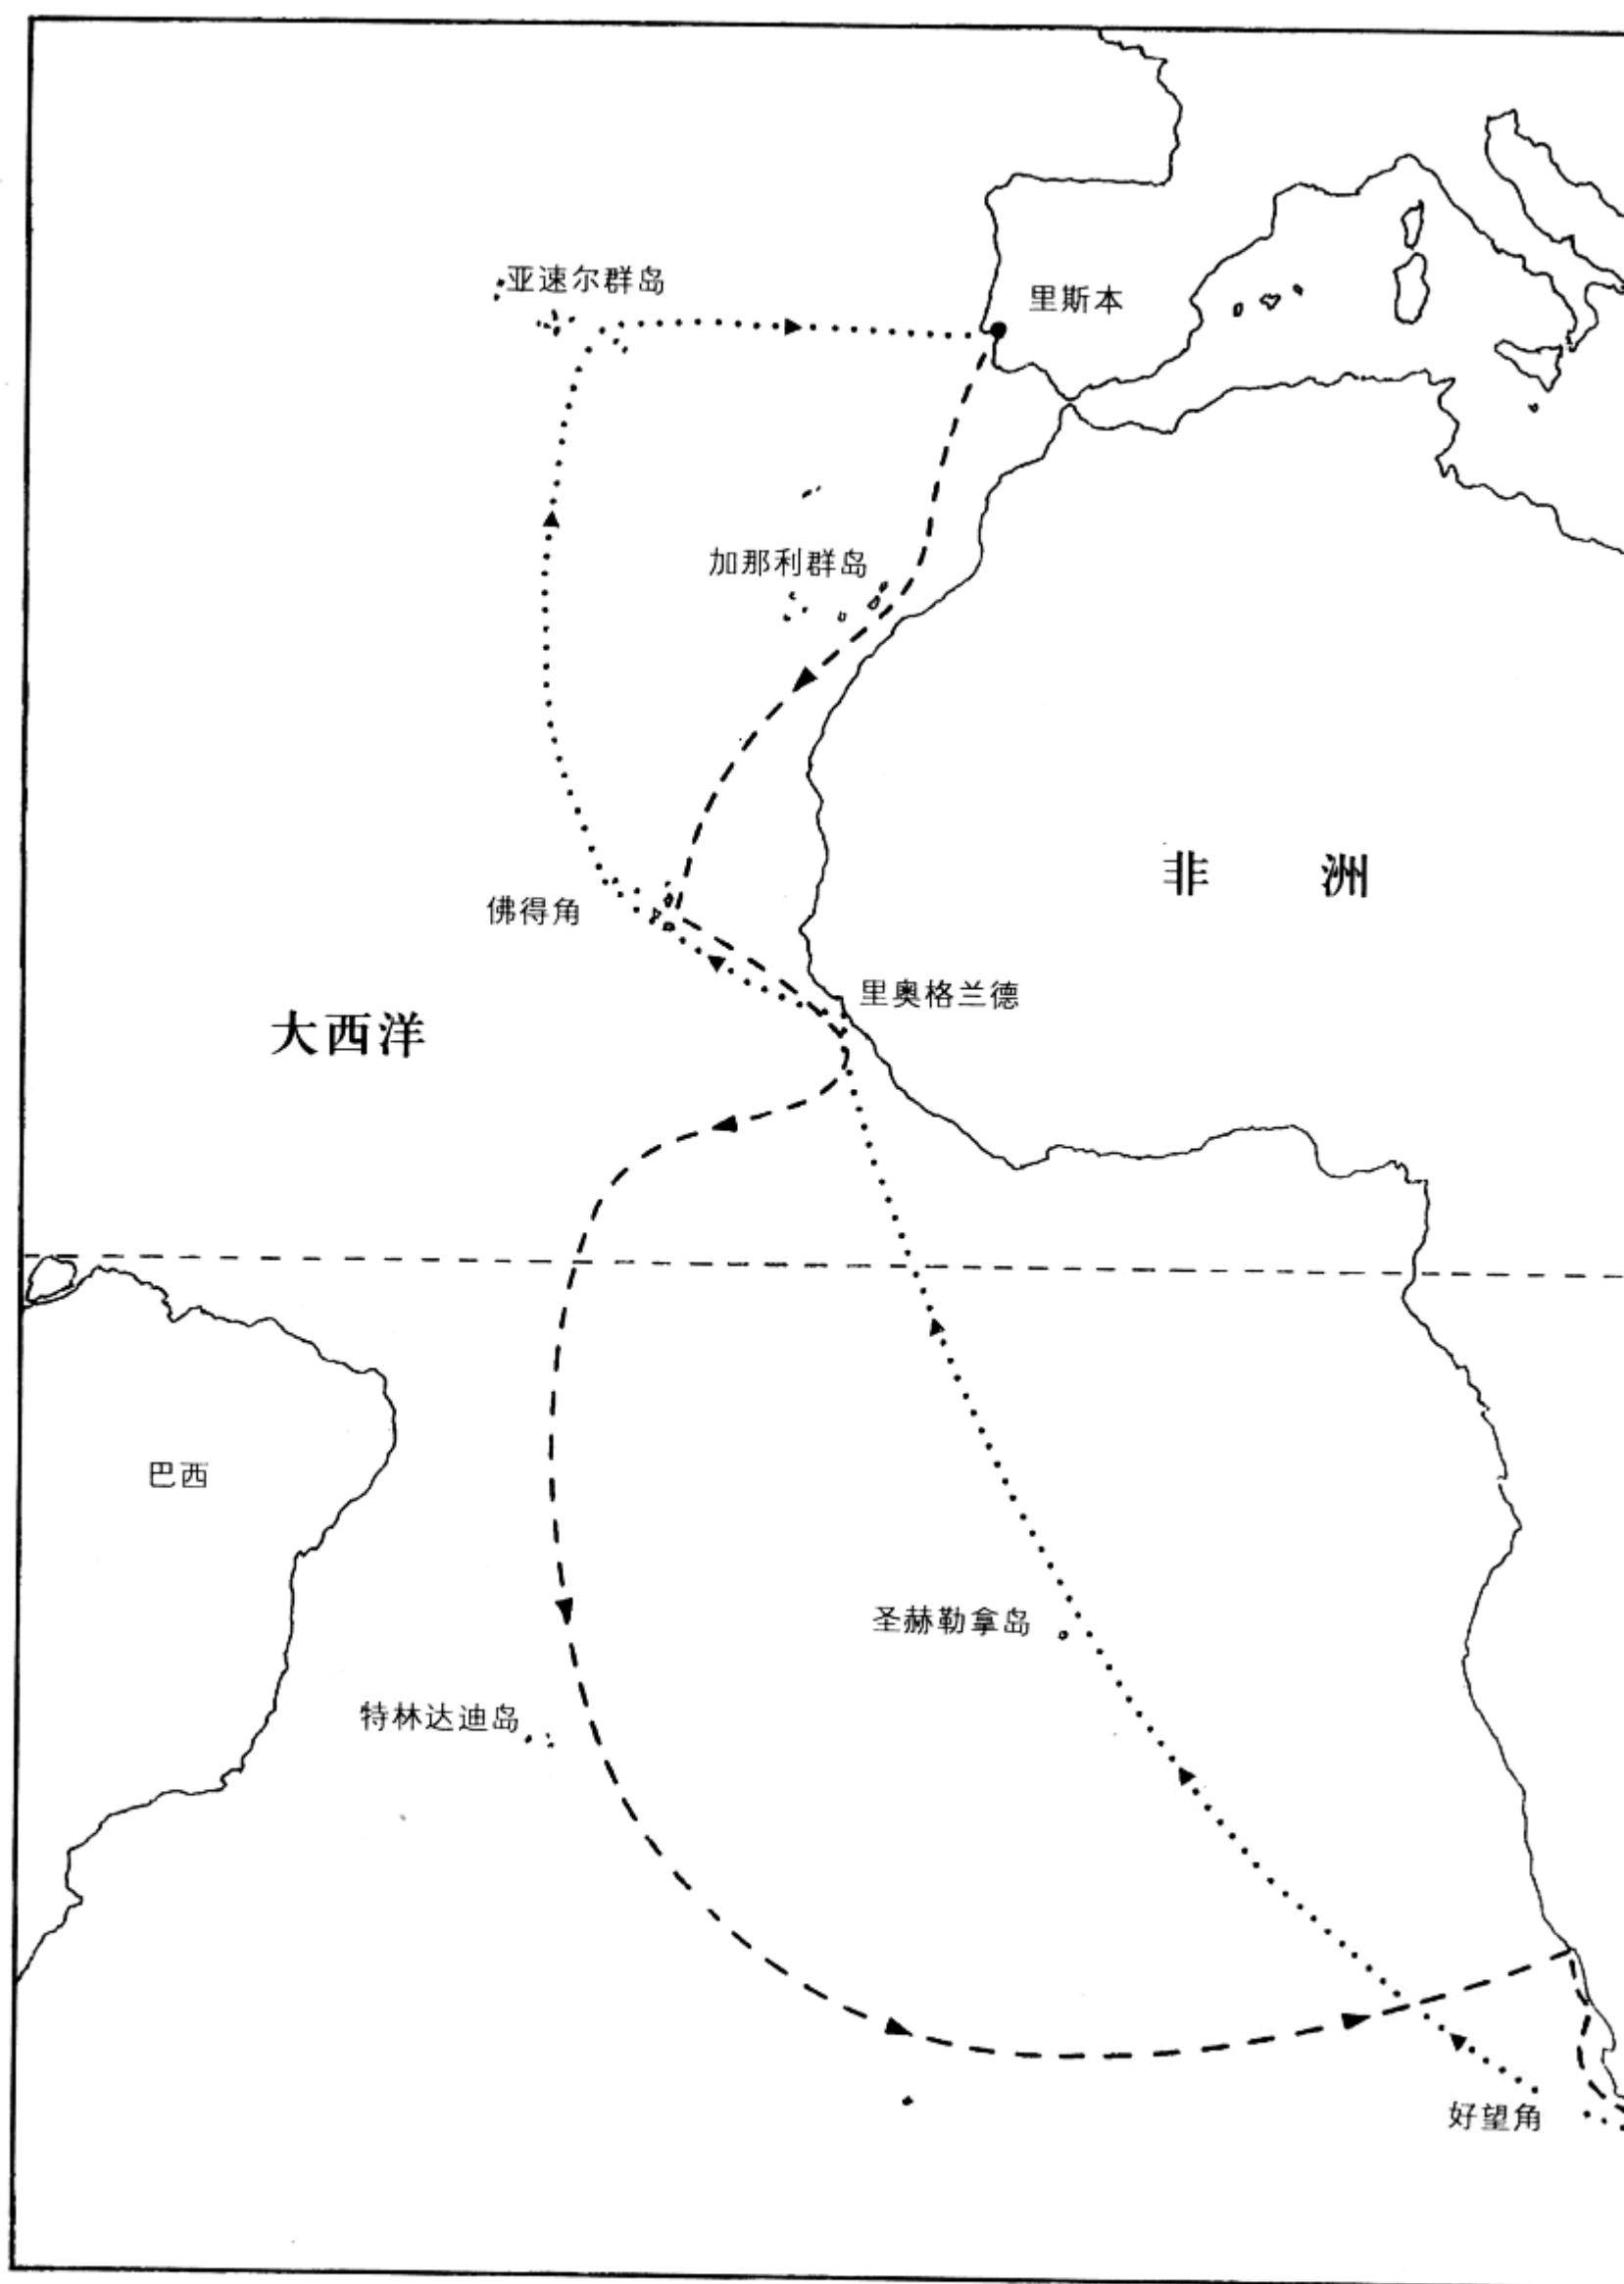 亚速尔群岛
里斯本
加那利群岛
非 洲
佛得角
里奥格兰德
大西洋
巴西
圣赫勒拿岛
特林达迪岛
好望角